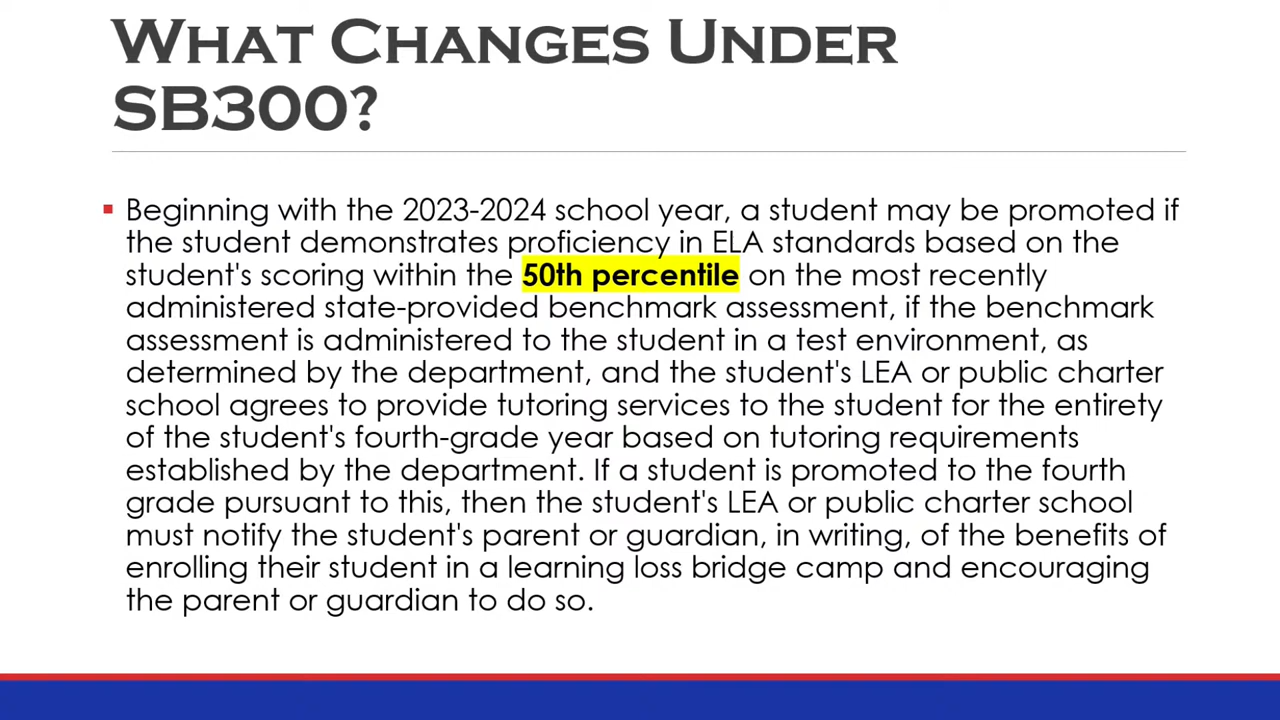 WHAT CHANGES UNDER
SB300?
▪ Beginning with the 2023-2024 school year, a student may be promoted if
the student demonstrates proficiency in ELA standards based on the
student's scoring within the 50th percentile on the most recently
administered state-provided benchmark assessment, if the benchmark
assessment is administered to the student in a test environment, as
determined by the department, and the student's LEA or public charter
school agrees to provide tutoring services to the student for the entirety
of the student's fourth-grade year based on tutoring requirements
established by the department. If a student is promoted to the fourth
grade pursuant to this, then the student's LEA or public charter school
must notify the student's parent or guardian, in writing, of the benefits of
enrolling their student in a learning loss bridge camp and encouraging
the parent or guardian to do so.